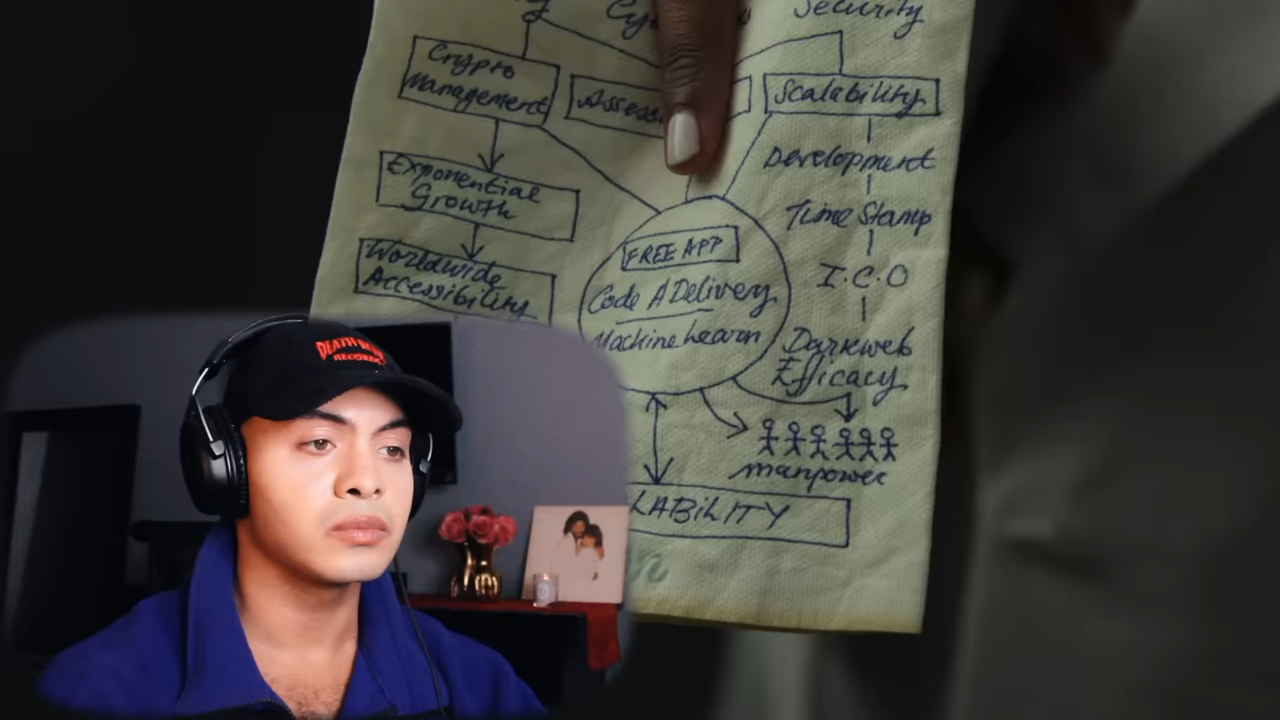 Security
Crypto
Management
Scalability
Development
Exponential
Growth
Time Stamp
Worldwide
Accessibility
FREE APP
I.C.O
Code A Delivery
Machine Learn
Darkweb
Efficacy
manpower
LABILITY
DEATH ROW
RECORDS